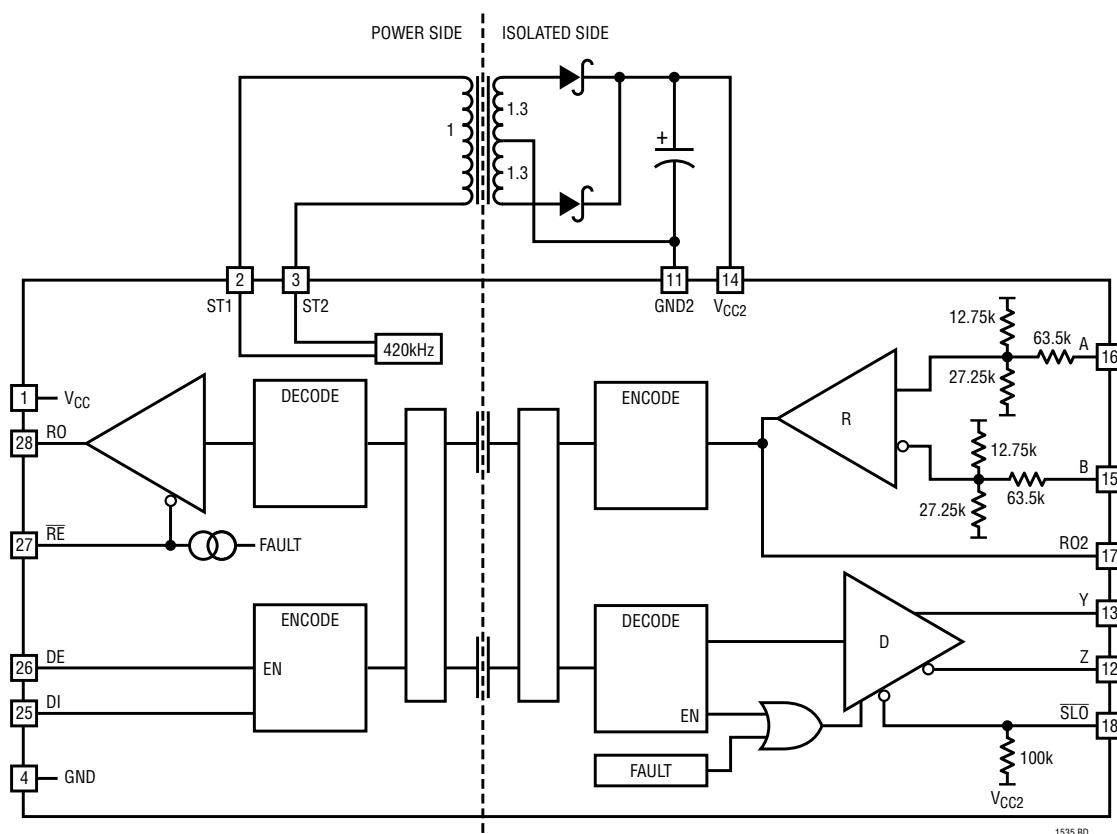 POWER SIDE
ISOLATED SIDE
1
1.3
1.3
+
2
3
11
14
ST1
ST2
GND2
VCC2
420kHz
12.75k
63.5k
A
16
27.25k
1
VCC
DECODE
ENCODE
R
28
RO
12.75k
B
15
27.25k
63.5k
27
RE
FAULT
RO2
17
ENCODE
DECODE
Y
13
D
26
DE
EN
Z
12
25
DI
EN
SLO
18
4
GND
FAULT
100k
VCC2
1535 BD